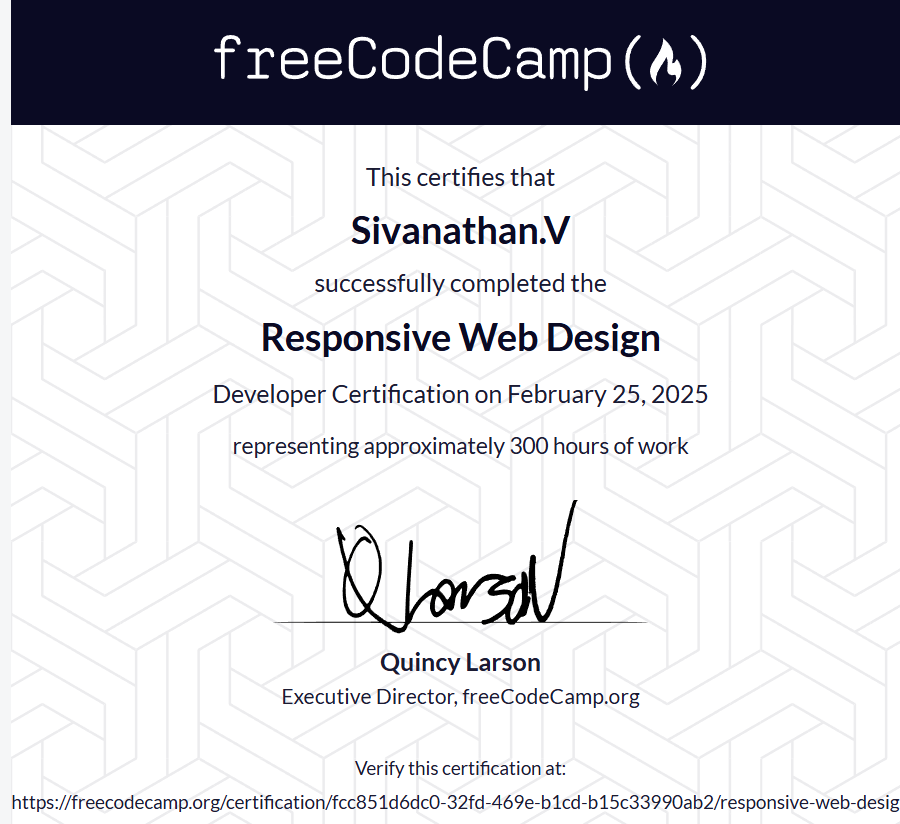 freeCodeCamp
This certifies that
Sivanathan.V
successfully completed the
Responsive Web Design
Developer Certification on February 25, 2025
representing approximately 300 hours of work
Q Larson
Quincy Larson
Executive Director, freeCodeCamp.org
Verify this certification at:
https://freecodecamp.org/certification/fcc851d6dc0-32fd-469e-b1cd-b15c33990ab2/responsive-web-desig